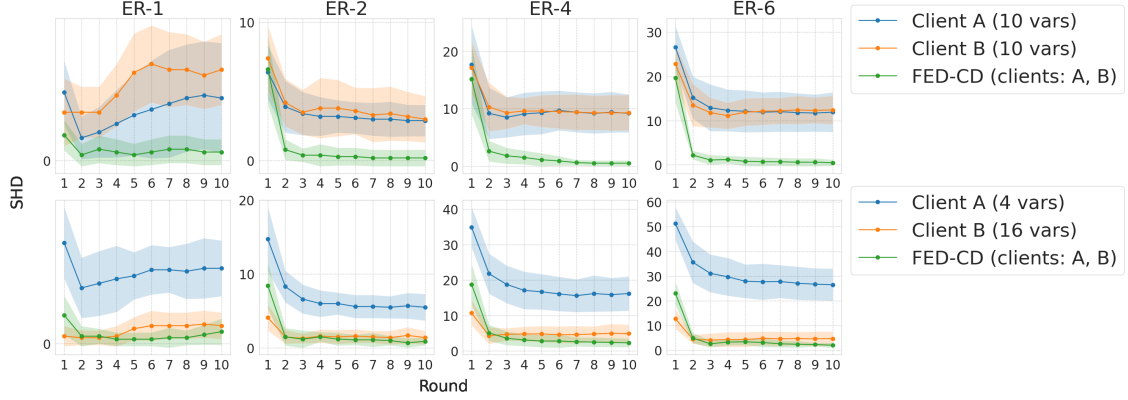 ER-1 ER-2 ER-4 ER-6
SHD
0
1 2 3 4 5 6 7 8 9 10
10
0
1 2 3 4 5 6 7 8 9 10
20
10
0
1 2 3 4 5 6 7 8 9 10
30
20
10
0
1 2 3 4 5 6 7 8 9 10
Client A (10 vars)
Client B (10 vars)
FED-CD (clients: A, B)
0
1 2 3 4 5 6 7 8 9 10
20
10
0
1 2 3 4 5 6 7 8 9 10
40
30
20
10
0
1 2 3 4 5 6 7 8 9 10
60
50
40
30
20
10
0
1 2 3 4 5 6 7 8 9 10
Client A (4 vars)
Client B (16 vars)
FED-CD (clients: A, B)
Round